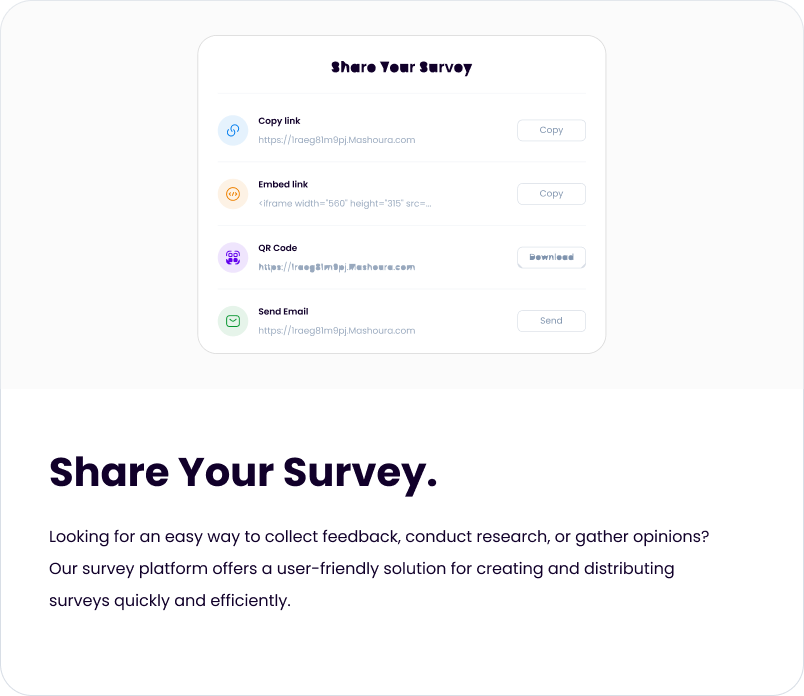 Share Your Survey
Copy link
https://1raeg81m9pj.Mashoura.com
Copy
Embed link
<iframe width="560" height="315" src=...
Copy
QR Code
https://1raeg81m9pj.Mashoura.com
Download
Send Email
https://1raeg81m9pj.Mashoura.com
Send
Share Your Survey.
Looking for an easy way to collect feedback, conduct research, or gather opinions?
Our survey platform offers a user-friendly solution for creating and distributing
surveys quickly and efficiently.